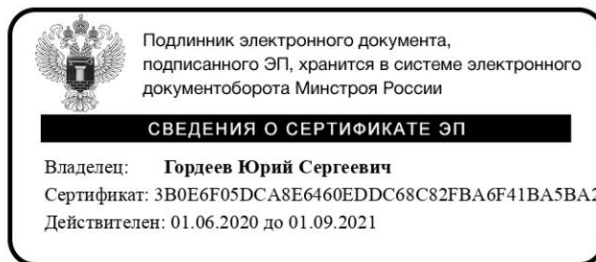 Подлинник электронного документа,
подписанного ЭП, хранится в системе электронного
документооборота Минстроя России
СВЕДЕНИЯ О СЕРТИФИКАТЕ ЭП
Владелец: Гордеев Юрий Сергеевич
Сертификат: 3B0E6F05DCA8E6460EDDC68C82FBA6F41BA5BA2
Действителен: 01.06.2020 до 01.09.2021